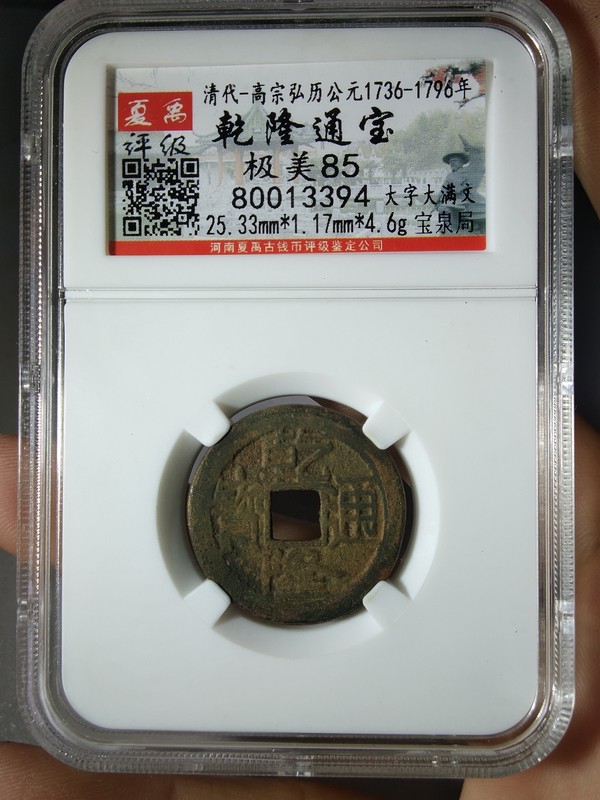 清代-高宗弘历公元1736-1796年
夏禹
评级
乾隆通宝
极美85
80013394 大字大满文
25.33mm*1.17mm*4.6g 宝泉局
河南夏禹古钱币评级鉴定公司
乾隆通寳